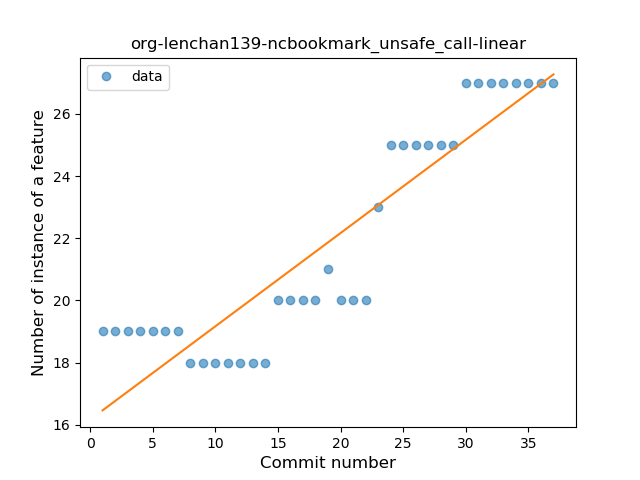 org-lenchan139-ncbookmark_unsafe_call-linear
data
Number of instance of a feature
26
24
22
20
18
16
0 5 10 15 20 25 30 35
Commit number